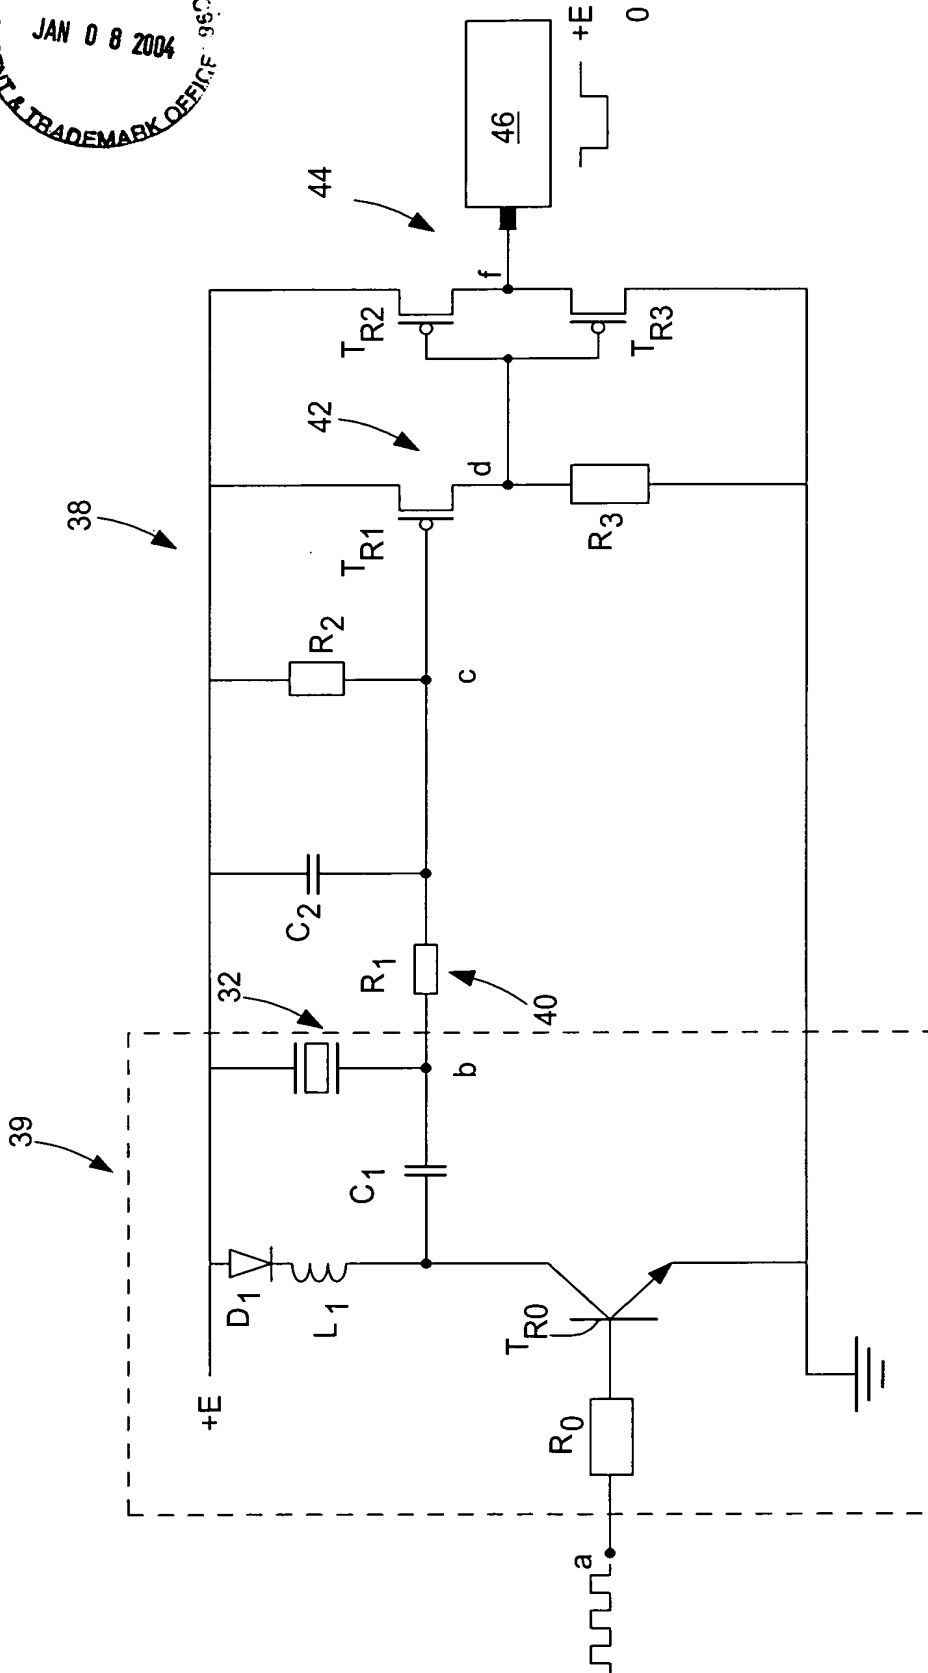 JAN 0 8 2004
& TRADEMARK OFFICE
38
39
42
44
+E
D1
L1
C1
32
b
R1
40
C2
R2
c
TR1
d
R3
TR2
TR3
f
46
+E
0
TR0
R0
a